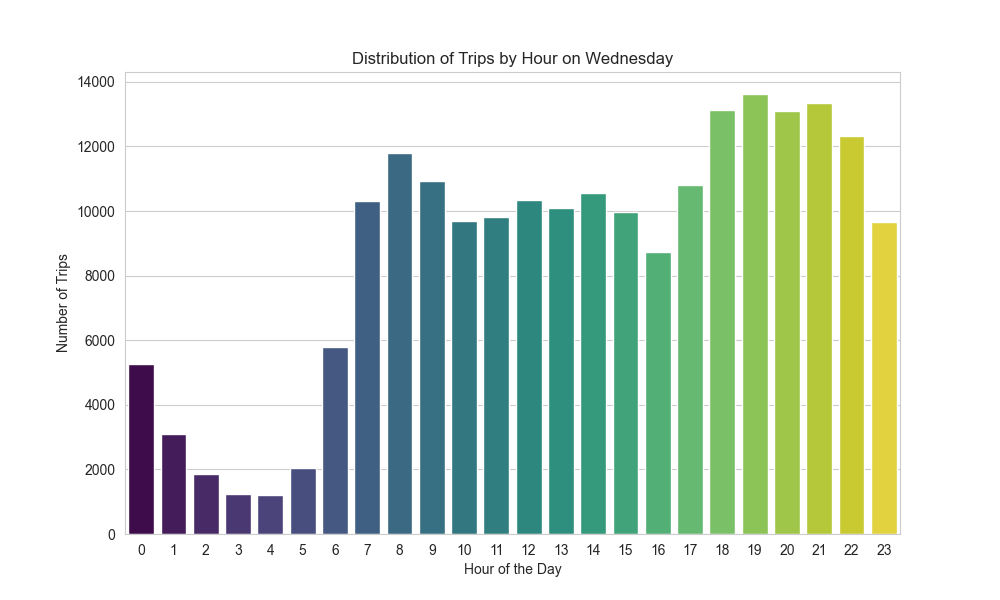 Distribution of Trips by Hour on Wednesday
14000
12000
10000
8000
6000
4000
2000
0
Number of Trips
0 1 2 3 4 5 6 7 8 9 10 11 12 13 14 15 16 17 18 19 20 21 22 23
Hour of the Day